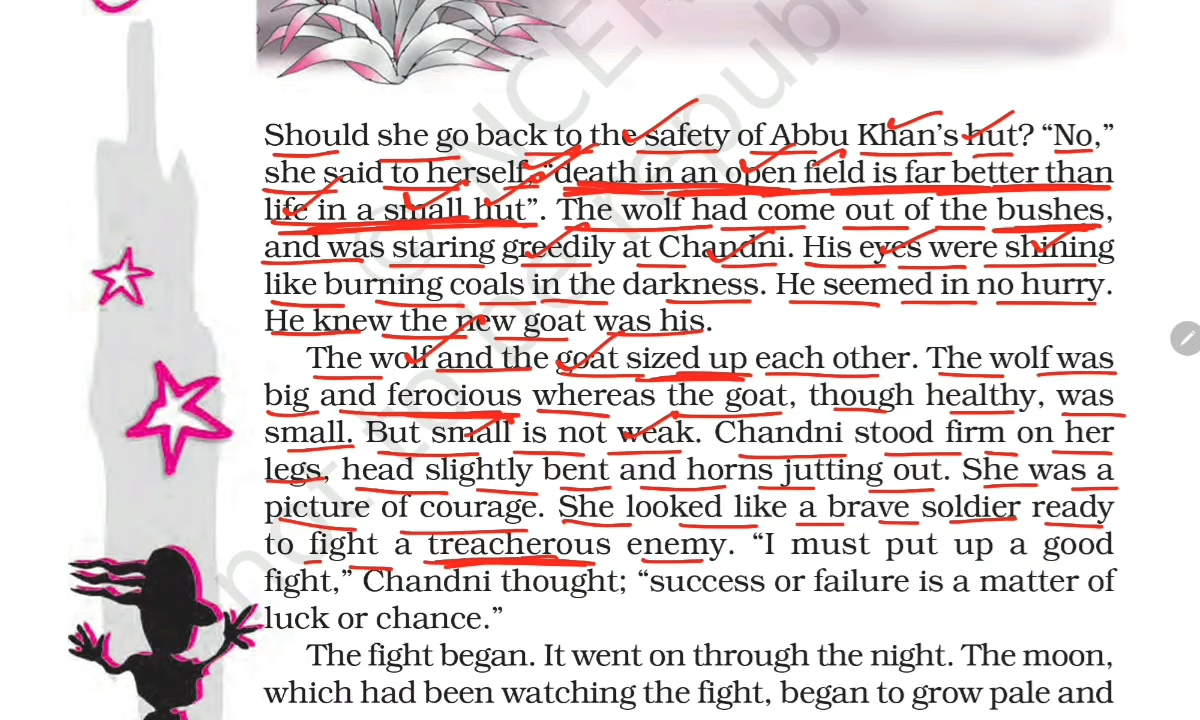 Should she go back to the safety of Abbu Khan's hut? “No,”
she said to herself, “death in an open field is far better than
life in a small hut”. The wolf had come out of the bushes,
and was staring greedily at Chandni. His eyes were shining
like burning coals in the darkness. He seemed in no hurry.
He knew the new goat was his.
The wolf and the goat sized up each other. The wolf was
big and ferocious whereas the goat, though healthy, was
small. But small is not weak. Chandni stood firm on her
legs, head slightly bent and horns jutting out. She was a
picture of courage. She looked like a brave soldier ready
to fight a treacherous enemy. “I must put up a good
fight,” Chandni thought; “success or failure is a matter of
luck or chance.”
The fight began. It went on through the night. The moon,
which had been watching the fight, began to grow pale and